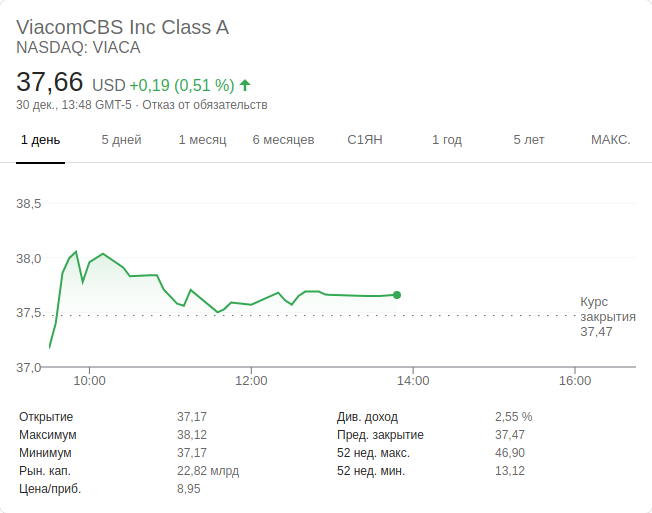 ViacomCBS Inc Class A
NASDAQ: VIACA
37,66 USD +0,19 (0,51 %)
30 дек., 13:48 GMT-5 · Отказ от обязательств
1 день 5 дней 1 месяц 6 месяцев С1ЯН 1 год 5 лет МАКС.
38,5
38,0
37,5
37,0
Курс
закрытия
37,47
10:00 12:00 14:00 16:00
Открытие 37,17
Максимум 38,12
Минимум 37,17
Рын. кап. 22,82 млрд
Цена/приб. 8,95
Див. доход 2,55 %
Пред. закрытие 37,47
52 нед. макс. 46,90
52 нед. мин. 13,12